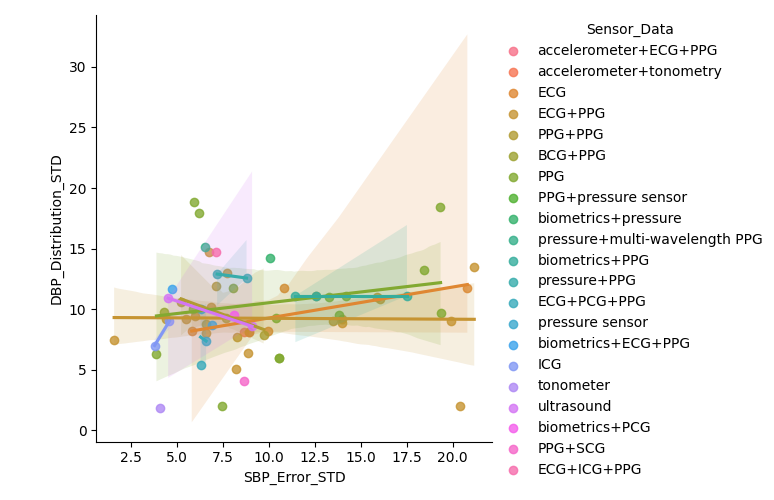 Sensor_Data
accelerometer+ECG+PPG
accelerometer+tonometry
ECG
ECG+PPG
PPG+PPG
BCG+PPG
PPG
PPG+pressure sensor
biometrics+pressure
pressure+multi-wavelength PPG
biometrics+PPG
pressure+PPG
ECG+PCG+PPG
pressure sensor
biometrics+ECG+PPG
ICG
tonometer
ultrasound
biometrics+PCG
PPG+SCG
ECG+ICG+PPG
DBP_Distribution_STD
30
25
20
15
10
5
0
2.5 5.0 7.5 10.0 12.5 15.0 17.5 20.0
SBP_Error_STD